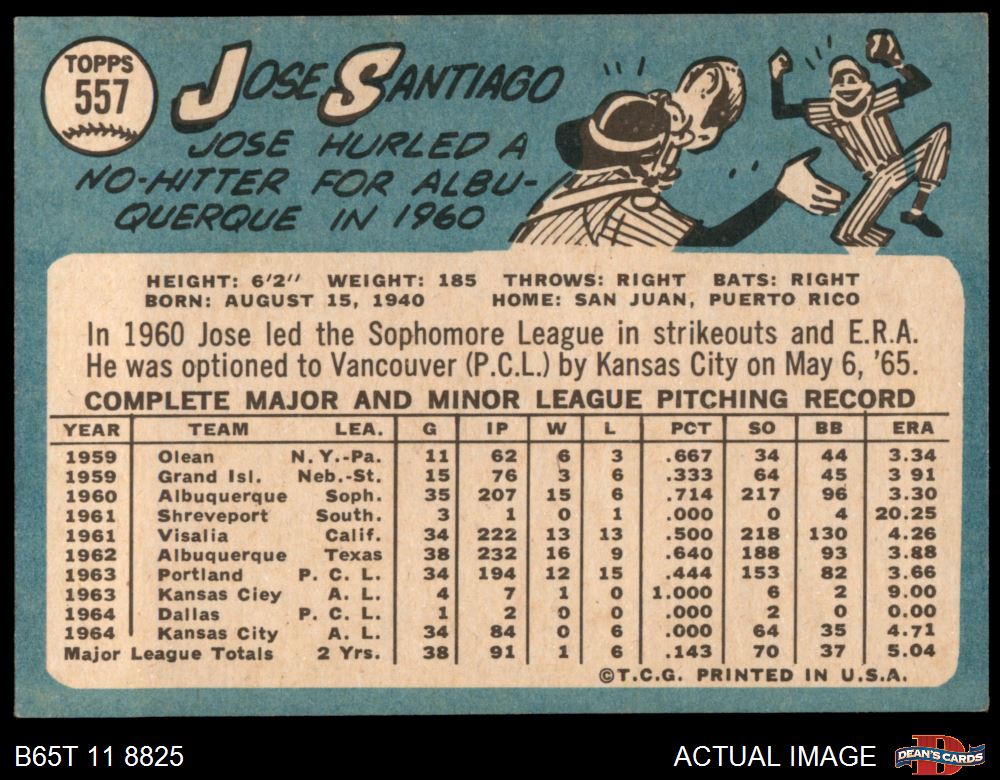 TOPPS
557
JOSE SANTIAGO
JOSE HURLED A
NO-HITTER FOR ALBU-
QUERQUE IN 1960
HEIGHT: 6'2" WEIGHT: 185 THROWS: RIGHT BATS: RIGHT
BORN: AUGUST 15, 1940 HOME: SAN JUAN, PUERTO RICO
In 1960 Jose led the Sophomore League in strikeouts and E.R.A.
He was optioned to Vancouver (P.C.L.) by Kansas City on May 6, '65.
COMPLETE MAJOR AND MINOR LEAGUE PITCHING RECORD
YEAR TEAM LEA. G IP W L PCT SO BB ERA
1959 Olean N. Y.-Pa. 11 62 6 3 .667 34 44 3.34
1959 Grand Isl. Neb.-St. 15 76 3 6 .333 64 45 3 91
1960 Albuquerque Soph. 35 207 15 6 .714 217 96 3.30
1961 Shreveport South. 3 1 0 1 .000 0 4 20.25
1961 Visalia Calif. 34 222 13 13 .500 218 130 4.26
1962 Albuquerque Texas 38 232 16 9 .640 188 93 3.88
1963 Portland P. C. L. 34 194 12 15 .444 153 82 3.66
1963 Kansas Ciey A. L. 4 7 1 0 1.000 6 2 9.00
1964 Dallas P. C. L. 1 2 0 0 .000 2 0 0.00
1964 Kansas City A. L. 34 84 0 6 .000 64 35 4.71
Major League Totals 2 Yrs. 38 91 1 6 .143 70 37 5.04
©T.C.G. PRINTED IN U.S.A.
B65T 11 8825 ACTUAL IMAGE DEAN'S CARDS